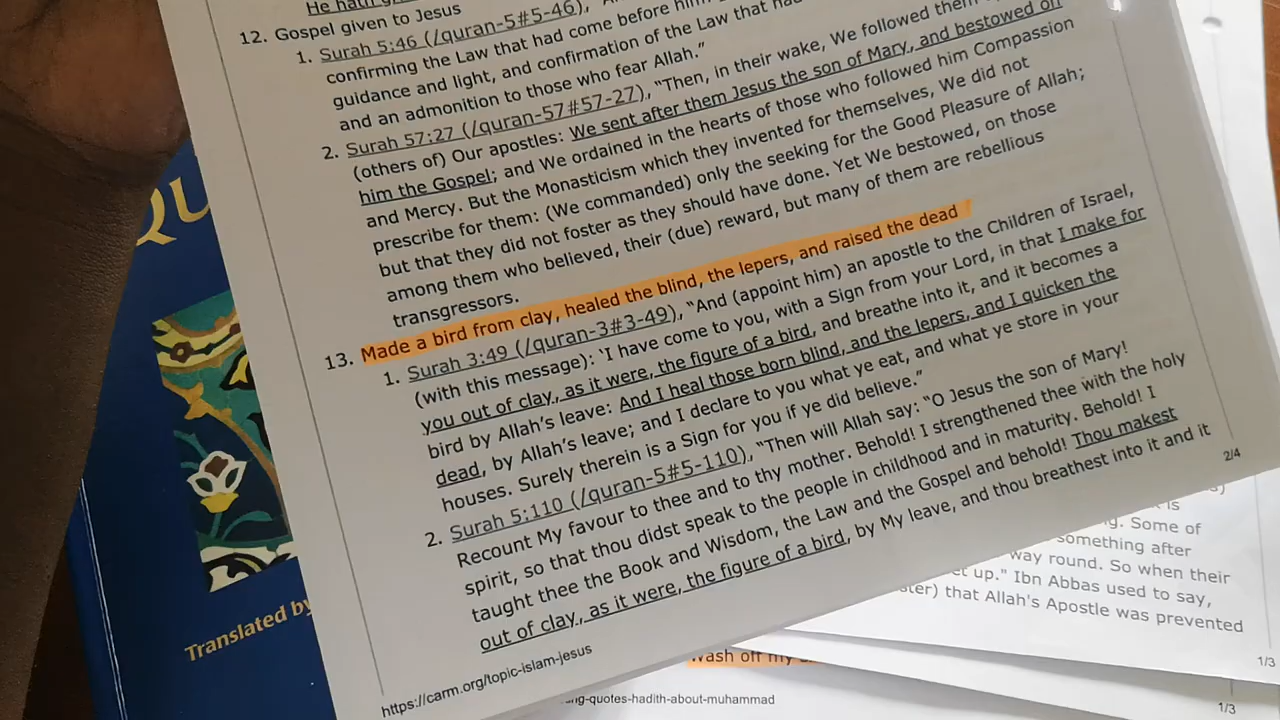 He hath
12. Gospel given to Jesus
1. Surah 5:46 (/quran-5#5-46),
confirming the Law that had come before him
guidance and light, and confirmation of the Law that had
and an admonition to those who fear Allah.”
2. Surah 57:27 (/quran-57#57-27), “Then, in their wake, We followed them
(others of) Our apostles: We sent after them Jesus the son of Mary, and bestowed on
him the Gospel; and We ordained in the hearts of those who followed him Compassion
and Mercy. But the Monasticism which they invented for themselves, We did not
prescribe for them: (We commanded) only the seeking for the Good Pleasure of Allah;
but that they did not foster as they should have done. Yet We bestowed, on those
among them who believed, their (due) reward, but many of them are rebellious
transgressors.
13. Made a bird from clay, healed the blind, the lepers, and raised the dead
1. Surah 3:49 (/quran-3#3-49), “And (appoint him) an apostle to the Children of Israel,
(with this message): ‘I have come to you, with a Sign from your Lord, in that I make for
you out of clay, as it were, the figure of a bird, and breathe into it, and it becomes a
bird by Allah’s leave: And I heal those born blind, and the lepers, and I quicken the
dead, by Allah’s leave; and I declare to you what ye eat, and what ye store in your
houses. Surely therein is a Sign for you if ye did believe.”
2. Surah 5:110 (/quran-5#5-110), “Then will Allah say: “O Jesus the son of Mary!
Recount My favour to thee and to thy mother. Behold! I strengthened thee with the holy
spirit, so that thou didst speak to the people in childhood and in maturity. Behold! I
taught thee the Book and Wisdom, the Law and the Gospel and behold! Thou makest
out of clay, as it were, the figure of a bird, by My leave, and thou breathest into it and it
https://carm.org/topic-islam-jesus
2/4
QU
Translated by
is
g. Some of
something after
way round. So when their
up." Ibn Abbas used to say,
that Allah's Apostle was prevented
1/3
Wash off my
-quotes-hadith-about-muhammad
1/3